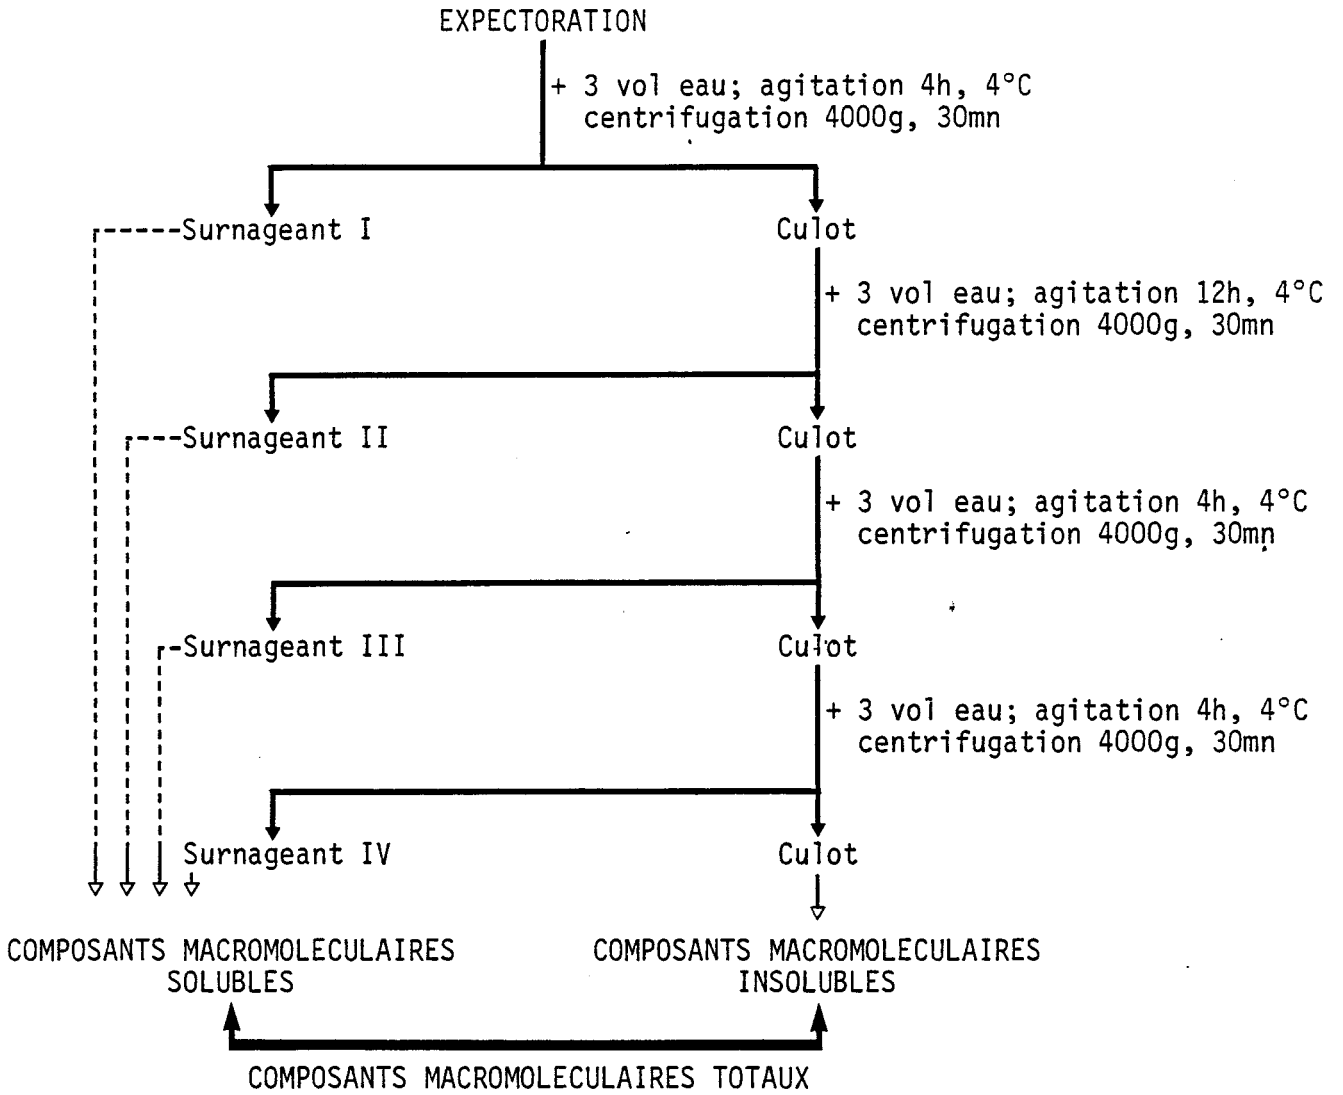 EXPECTORATION
+ 3 vol eau; agitation 4h, 4°C
centrifugation 4000g, 30mn
Surnageant I
Culot
+ 3 vol eau; agitation 12h, 4°C
centrifugation 4000g, 30mn
Surnageant II
Culot
+ 3 vol eau; agitation 4h, 4°C
centrifugation 4000g, 30mn
Surnageant III
Culot
+ 3 vol eau; agitation 4h, 4°C
centrifugation 4000g, 30mn
Surnageant IV
Culot
COMPOSANTS MACROMOLECULAIRES
SOLUBLES
COMPOSANTS MACROMOLECULAIRES
INSOLUBLES
COMPOSANTS MACROMOLECULAIRES TOTAUX